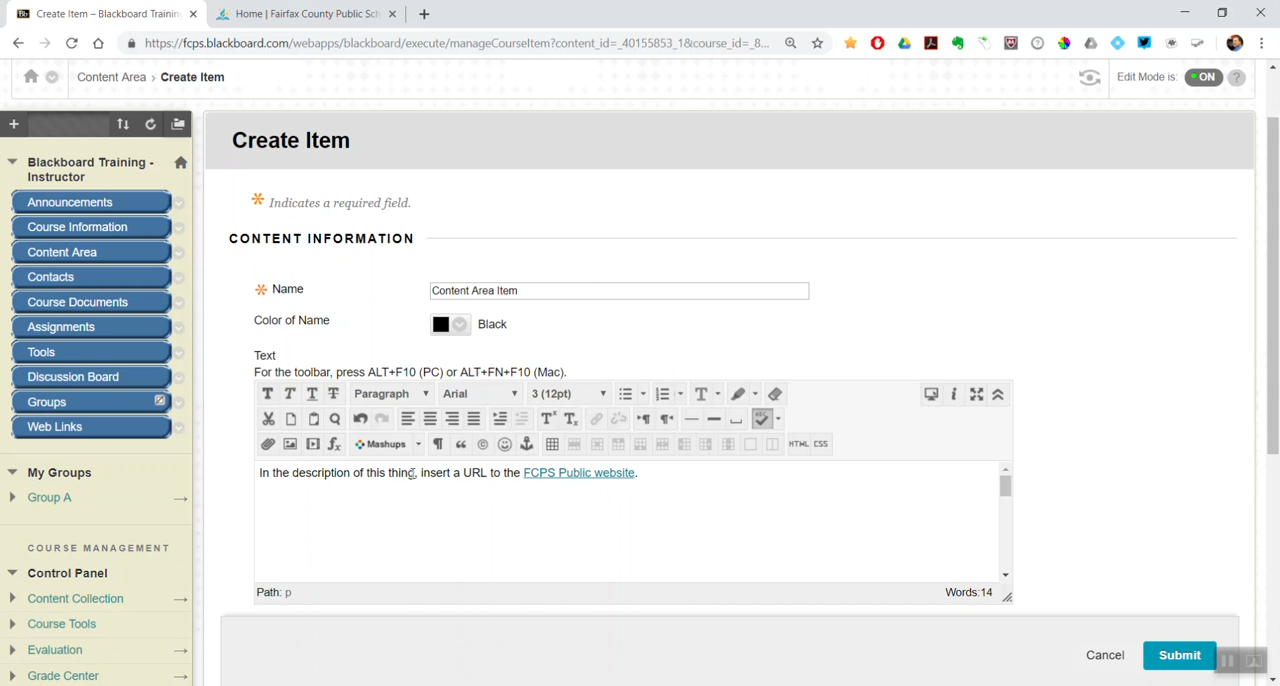 Create Item – Blackboard Trainin
Home | Fairfax County Public Sch
https://fcps.blackboard.com/webapps/blackboard/execute/manageCourseItem?content_id=_40155853_1&course_id=_8...
Content Area > Create Item
Edit Mode is: ON ?
Blackboard Training - Instructor
Announcements
Course Information
Content Area
Contacts
Course Documents
Assignments
Tools
Discussion Board
Groups
Web Links
My Groups
Group A
COURSE MANAGEMENT
Control Panel
Content Collection
Course Tools
Evaluation
Grade Center
Create Item
* Indicates a required field.
CONTENT INFORMATION
* Name
Content Area Item
Color of Name
Black
Text
For the toolbar, press ALT+F10 (PC) or ALT+FN+F10 (Mac).
T T T T Paragraph Arial 3 (12pt)
Mashups HTML CSS
In the description of this thing, insert a URL to the FCPS Public website.
Path: p
Words:14
Cancel
Submit